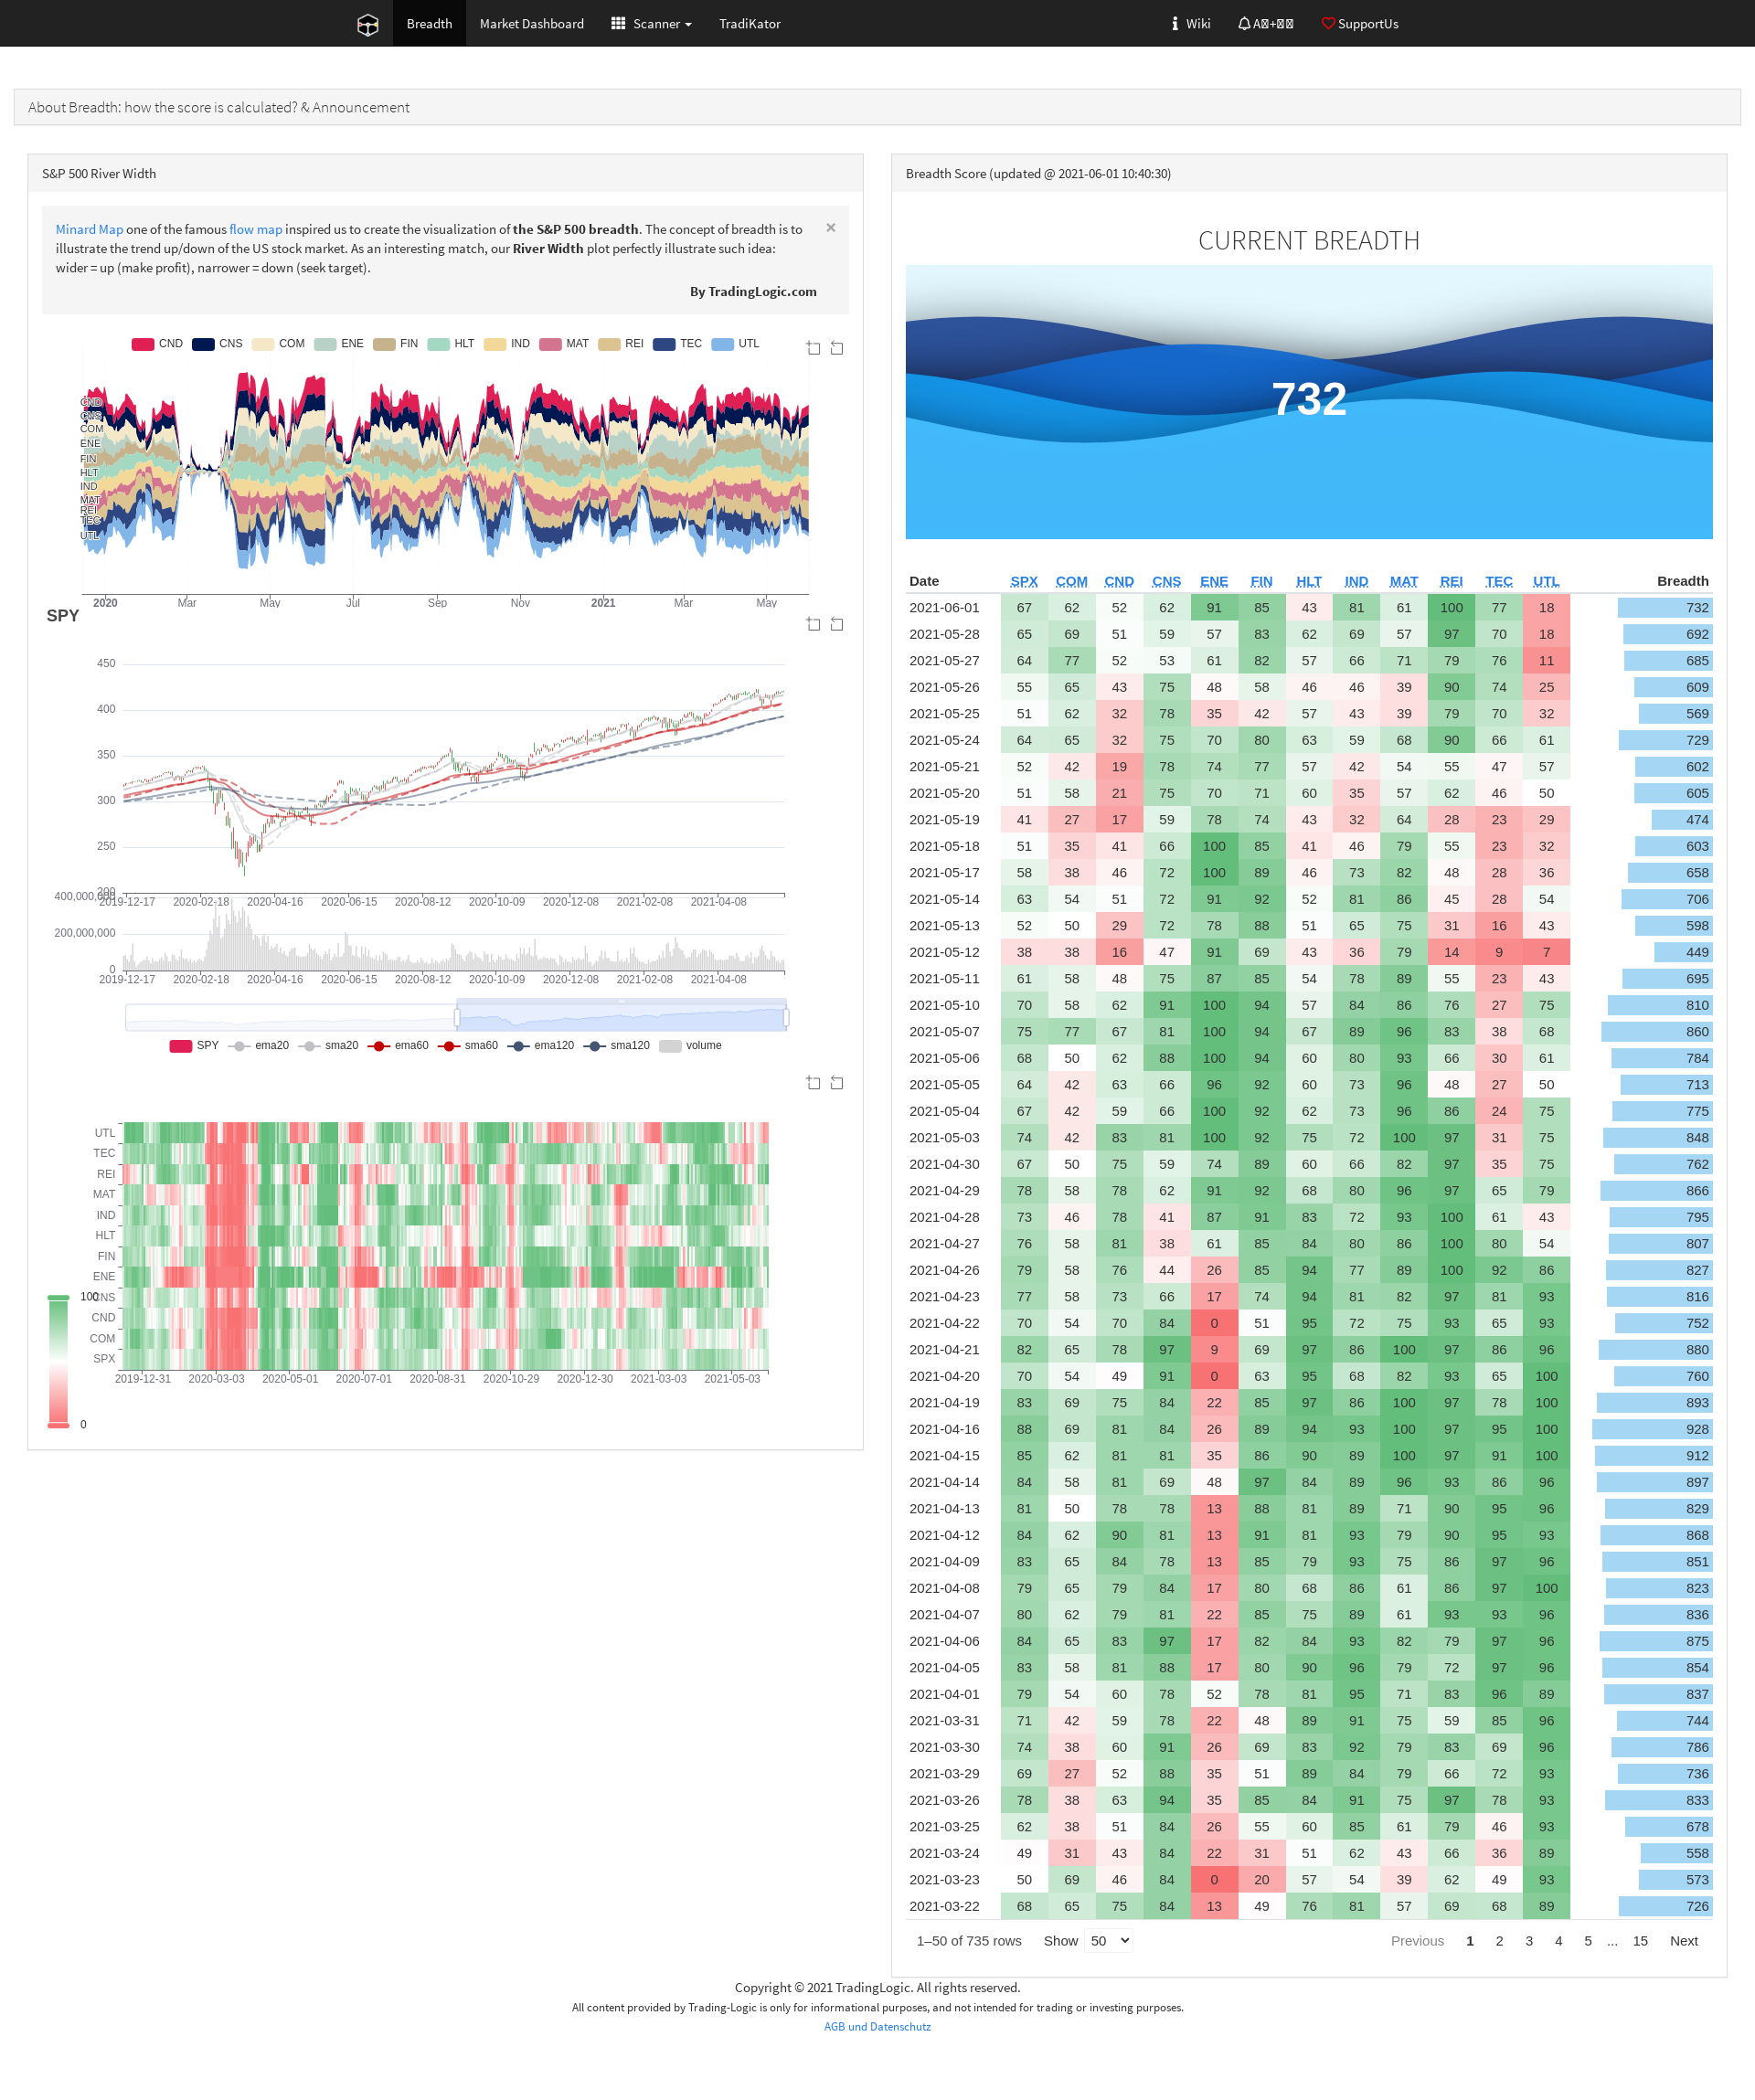 Breadth
Market Dashboard
Scanner
TradiKator
Wiki
SupportUs
About Breadth: how the score is calculated? & Announcement
S&P 500 River Width
Minard Map one of the famous flow map inspired us to create the visualization of the S&P 500 breadth. The concept of breadth is to
illustrate the trend up/down of the US stock market. As an interesting match, our River Width plot perfectly illustrate such idea:
wider = up (make profit), narrower = down (seek target).
×
By TradingLogic.com
CND CNS COM ENE FIN HLT IND MAT REI TEC UTL
CND
CNS
COM
ENE
FIN
HLT
IND
MAT
REI
TEC
UTL
2020 Mar May Jul Sep Nov 2021 Mar May
SPY
450
400
350
300
250
200
2019-12-17 2020-02-18 2020-04-16 2020-06-15 2020-08-12 2020-10-09 2020-12-08 2021-02-08 2021-04-08
400,000,000
200,000,000
0
2019-12-17 2020-02-18 2020-04-16 2020-06-15 2020-08-12 2020-10-09 2020-12-08 2021-02-08 2021-04-08
SPY ema20 sma20 ema60 sma60 ema120 sma120 volume
UTL
TEC
REI
MAT
IND
HLT
FIN
ENE
CNS
CND
COM
SPX
2019-12-31 2020-03-03 2020-05-01 2020-07-01 2020-08-31 2020-10-29 2020-12-30 2021-03-03 2021-05-03
100
0
Breadth Score (updated @ 2021-06-01 10:40:30)
CURRENT BREADTH
732
Date SPX COM CND CNS ENE FIN HLT IND MAT REI TEC UTL Breadth
2021-06-01 67 62 52 62 91 85 43 81 61 100 77 18 732
2021-05-28 65 69 51 59 57 83 62 69 57 97 70 18 692
2021-05-27 64 77 52 53 61 82 57 66 71 79 76 11 685
2021-05-26 55 65 43 75 48 58 46 46 39 90 74 25 609
2021-05-25 51 62 32 78 35 42 57 43 39 79 70 32 569
2021-05-24 64 65 32 75 70 80 63 59 68 90 66 61 729
2021-05-21 52 42 19 78 74 77 57 42 54 55 47 57 602
2021-05-20 51 58 21 75 70 71 60 35 57 62 46 50 605
2021-05-19 41 27 17 59 78 74 43 32 64 28 23 29 474
2021-05-18 51 35 41 66 100 85 41 46 79 55 23 32 603
2021-05-17 58 38 46 72 100 89 46 73 82 48 28 36 658
2021-05-14 63 54 51 72 91 92 52 81 86 45 28 54 706
2021-05-13 52 50 29 72 78 88 51 65 75 31 16 43 598
2021-05-12 38 38 16 47 91 69 43 36 79 14 9 7 449
2021-05-11 61 58 48 75 87 85 54 78 89 55 23 43 695
2021-05-10 70 58 62 91 100 94 57 84 86 76 27 75 810
2021-05-07 75 77 67 81 100 94 67 89 96 83 38 68 860
2021-05-06 68 50 62 88 100 94 60 80 93 66 30 61 784
2021-05-05 64 42 63 66 96 92 60 73 96 48 27 50 713
2021-05-04 67 42 59 66 100 92 62 73 96 86 24 75 775
2021-05-03 74 42 83 81 100 92 75 72 100 97 31 75 848
2021-04-30 67 50 75 59 74 89 60 66 82 97 35 75 762
2021-04-29 78 58 78 62 91 92 68 80 96 97 65 79 866
2021-04-28 73 46 78 41 87 91 83 72 93 100 61 43 795
2021-04-27 76 58 81 38 61 85 84 80 86 100 80 54 807
2021-04-26 79 58 76 44 26 85 94 77 89 100 92 86 827
2021-04-23 77 58 73 66 17 74 94 81 82 97 81 93 816
2021-04-22 70 54 70 84 0 51 95 72 75 93 65 93 752
2021-04-21 82 65 78 97 9 69 97 86 100 97 86 96 880
2021-04-20 70 54 49 91 0 63 95 68 82 93 65 100 760
2021-04-19 83 69 75 84 22 85 97 86 100 97 78 100 893
2021-04-16 88 69 81 84 26 89 94 93 100 97 95 100 928
2021-04-15 85 62 81 81 35 86 90 89 100 97 91 100 912
2021-04-14 84 58 81 69 48 97 84 89 96 93 86 96 897
2021-04-13 81 50 78 78 13 88 81 89 71 90 95 96 829
2021-04-12 84 62 90 81 13 91 81 93 79 90 95 93 868
2021-04-09 83 65 84 78 13 85 79 93 75 86 97 96 851
2021-04-08 79 65 79 84 17 80 68 86 61 86 97 100 823
2021-04-07 80 62 79 81 22 85 75 89 61 93 93 96 836
2021-04-06 84 65 83 97 17 82 84 93 82 79 97 96 875
2021-04-05 83 58 81 88 17 80 90 96 79 72 97 96 854
2021-04-01 79 54 60 78 52 78 81 95 71 83 96 89 837
2021-03-31 71 42 59 78 22 48 89 91 75 59 85 96 744
2021-03-30 74 38 60 91 26 69 83 92 79 83 69 96 786
2021-03-29 69 27 52 88 35 51 89 84 79 66 72 93 736
2021-03-26 78 38 63 94 35 85 84 91 75 97 78 93 833
2021-03-25 62 38 51 84 26 55 60 85 61 79 46 93 678
2021-03-24 49 31 43 84 22 31 51 62 43 66 36 89 558
2021-03-23 50 69 46 84 0 20 57 54 39 62 49 93 573
2021-03-22 68 65 75 84 13 49 76 81 57 69 68 89 726
1–50 of 735 rows Show 50 Previous 1 2 3 4 5 ... 15 Next
Copyright © 2021 TradingLogic. All rights reserved.
All content provided by Trading-Logic is only for informational purposes, and not intended for trading or investing purposes.
AGB und Datenschutz